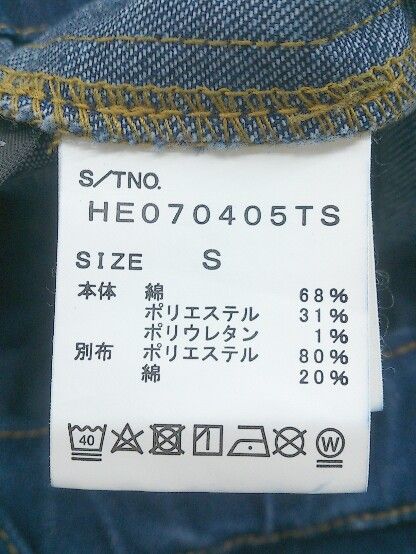 S/TNO.
HE070405TS
SIZE S
本体 綿 68%
ポリエステル 31%
ポリウレタン 1%
別布 ポリエステル 80%
綿 20%
40 W